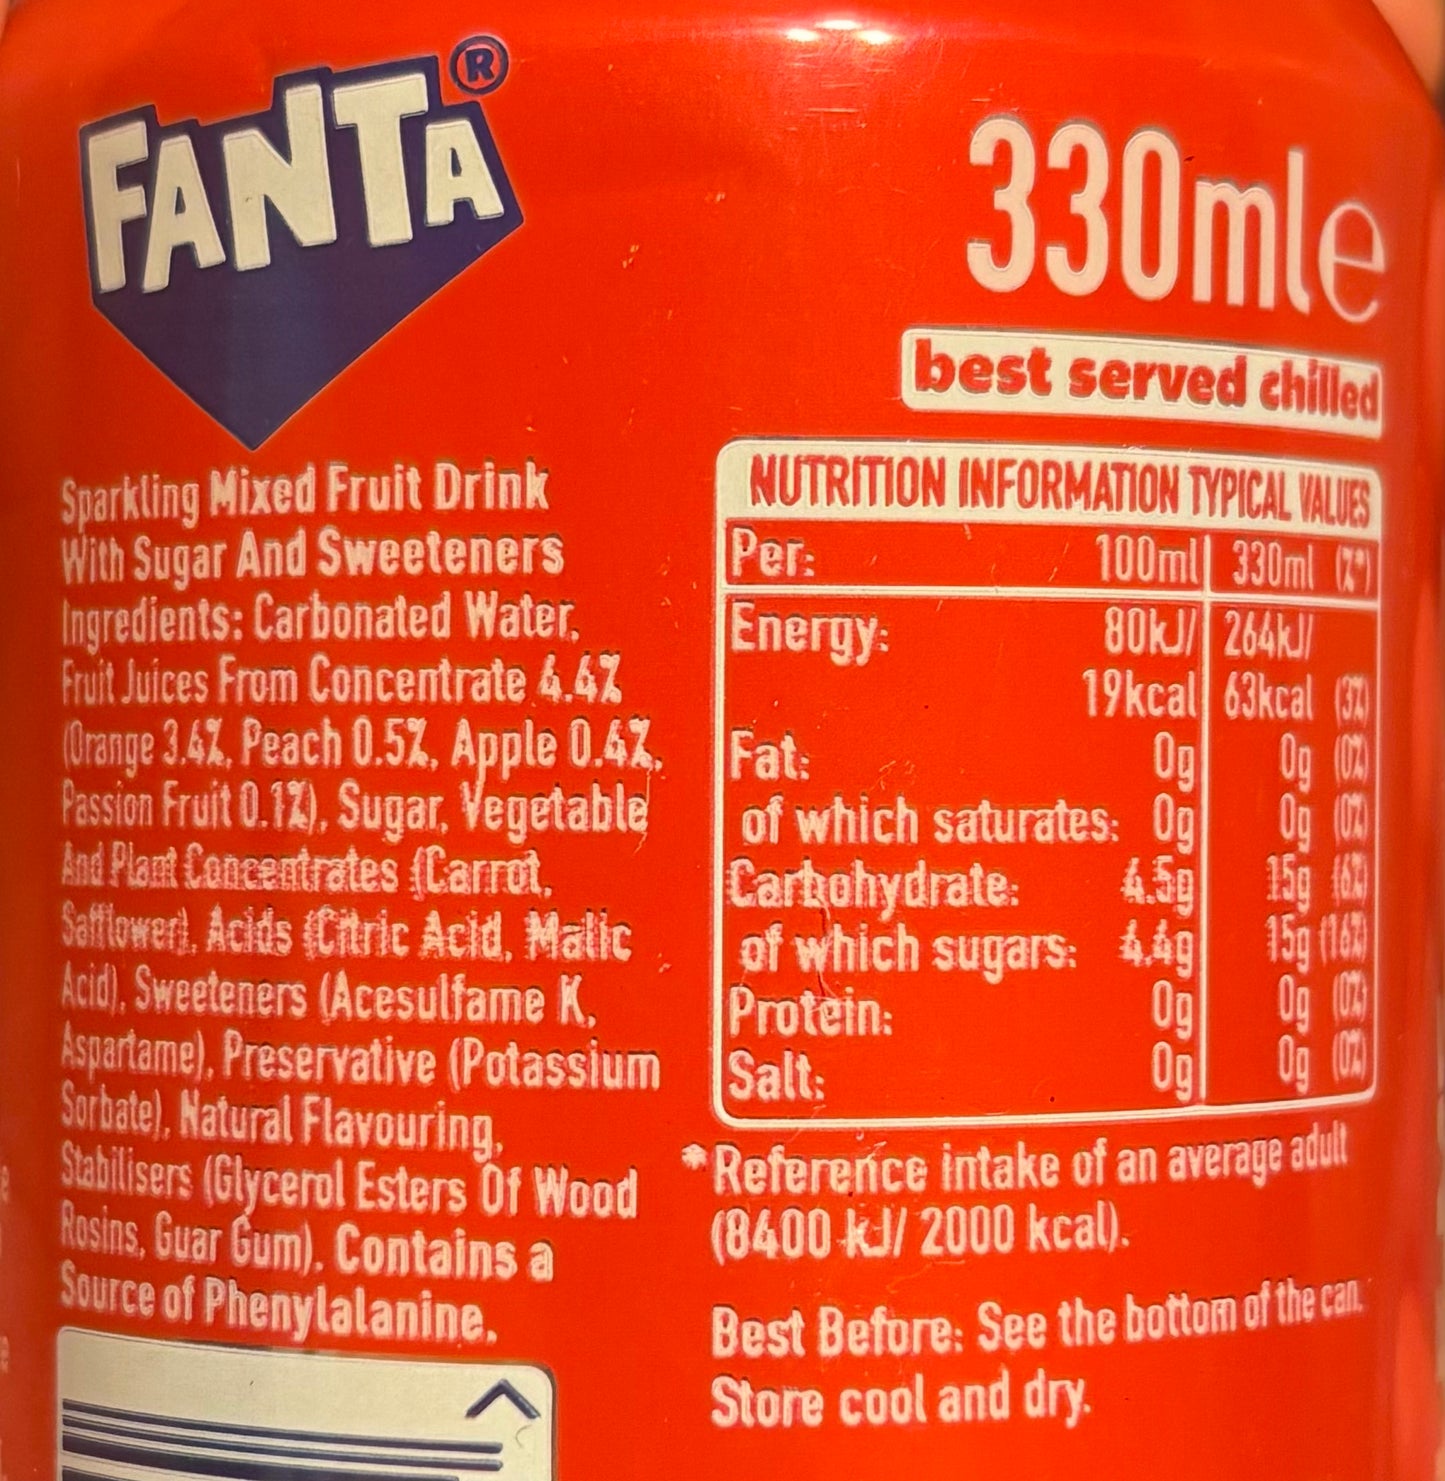 FANTA®
Sparkling Mixed Fruit Drink
With Sugar And Sweeteners
Ingredients: Carbonated Water,
Fruit Juices From Concentrate 4.4%
(Orange 3.4%, Peach 0.5%, Apple 0.4%,
Passion Fruit 0.1%), Sugar, Vegetable
And Plant Concentrates (Carrot,
Safflower), Acids (Citric Acid, Malic
Acid), Sweeteners (Acesulfame K,
Aspartame), Preservative (Potassium
Sorbate), Natural Flavouring,
Stabilisers (Glycerol Esters Of Wood
Rosins, Guar Gum). Contains a
Source of Phenylalanine.
330ml e
best served chilled
NUTRITION INFORMATION TYPICAL VALUES
Per: 100ml 330ml (%*)
Energy: 80kJ/ 264kJ/
19kcal 63kcal (3%)
Fat: 0g 0g (0%)
of which saturates: 0g 0g (0%)
Carbohydrate: 4.5g 15g (6%)
of which sugars: 4.4g 15g (16%)
Protein: 0g 0g (0%)
Salt: 0g 0g (0%)
*Reference intake of an average adult
(8400 kJ/ 2000 kcal).
Best Before: See the bottom of the can.
Store cool and dry.